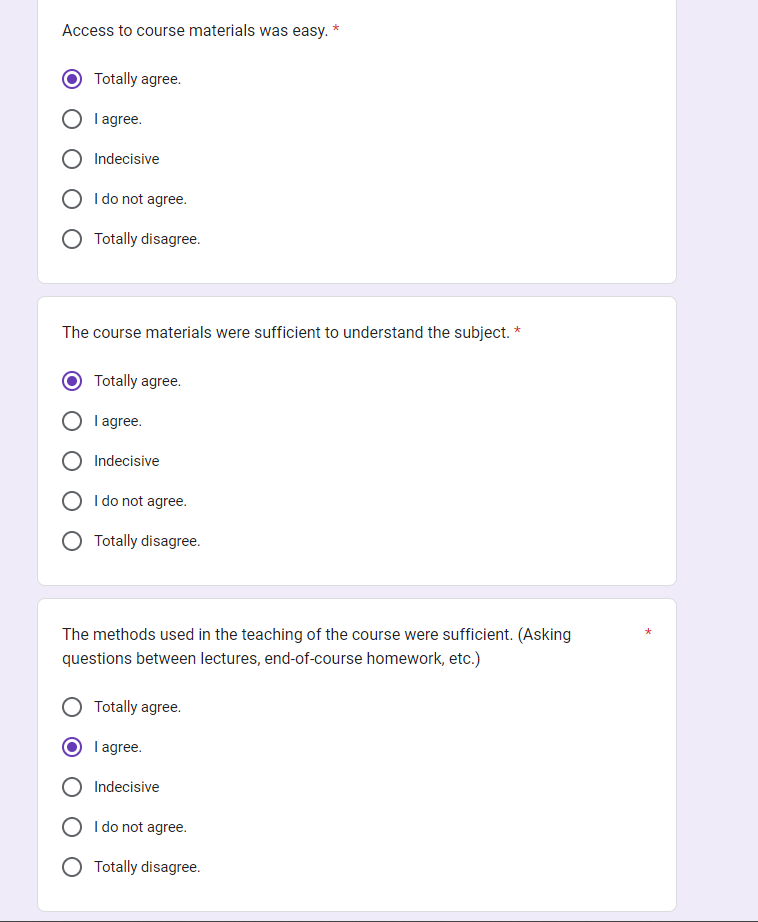 Access to course materials was easy. *
Totally agree.
I agree.
Indecisive
I do not agree.
Totally disagree.
The course materials were sufficient to understand the subject. *
Totally agree.
I agree.
Indecisive
I do not agree.
Totally disagree.
The methods used in the teaching of the course were sufficient. (Asking *
questions between lectures, end-of-course homework, etc.)
Totally agree.
I agree.
Indecisive
I do not agree.
Totally disagree.